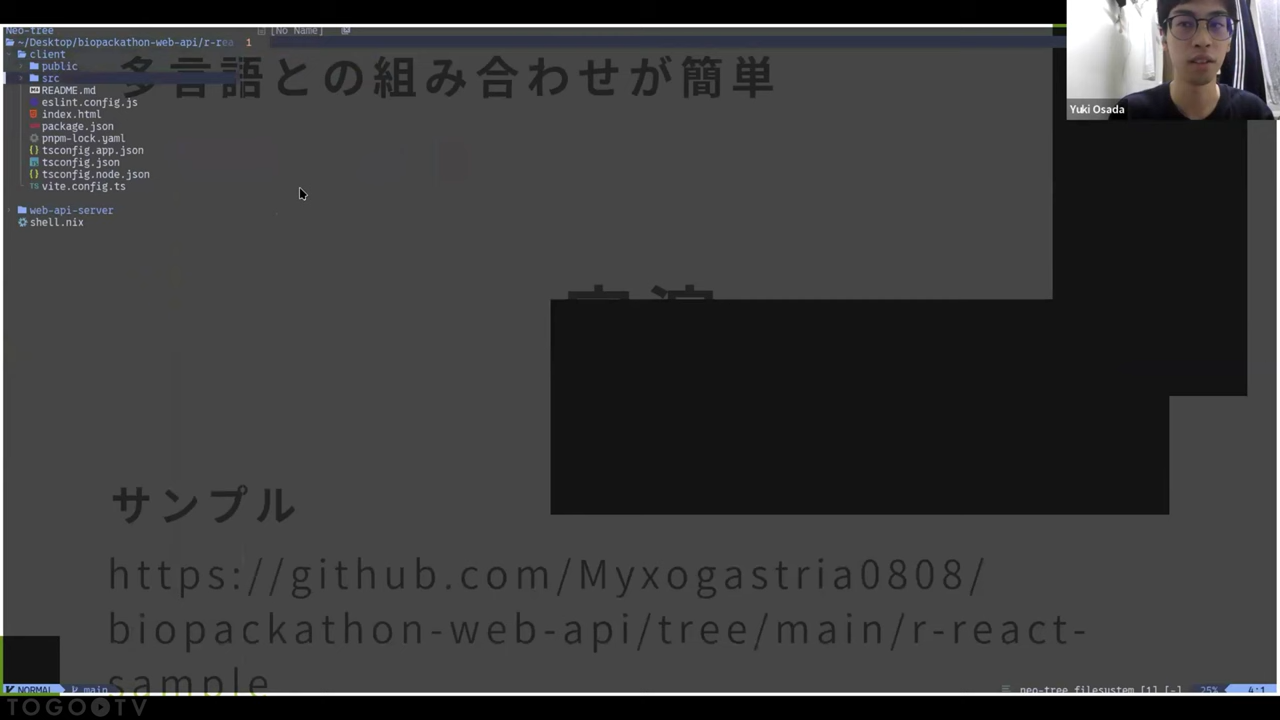 Neo-tree
[No Name]
~/Desktop/biopackathon-web-api/r-rea
1
client
public
src
README.md
eslint.config.js
index.html
package.json
pnpm-lock.yaml
tsconfig.app.json
tsconfig.json
tsconfig.node.json
vite.config.ts
web-api-server
shell.nix
多言語との組み合わせが簡単
Yuki Osada
サンプル
https://github.com/Myxogastria0808/
biopackathon-web-api/tree/main/r-react-
sample
NORMAL
main
neo-tree filesystem [1] [-]
25%
4:1
TOGO TV